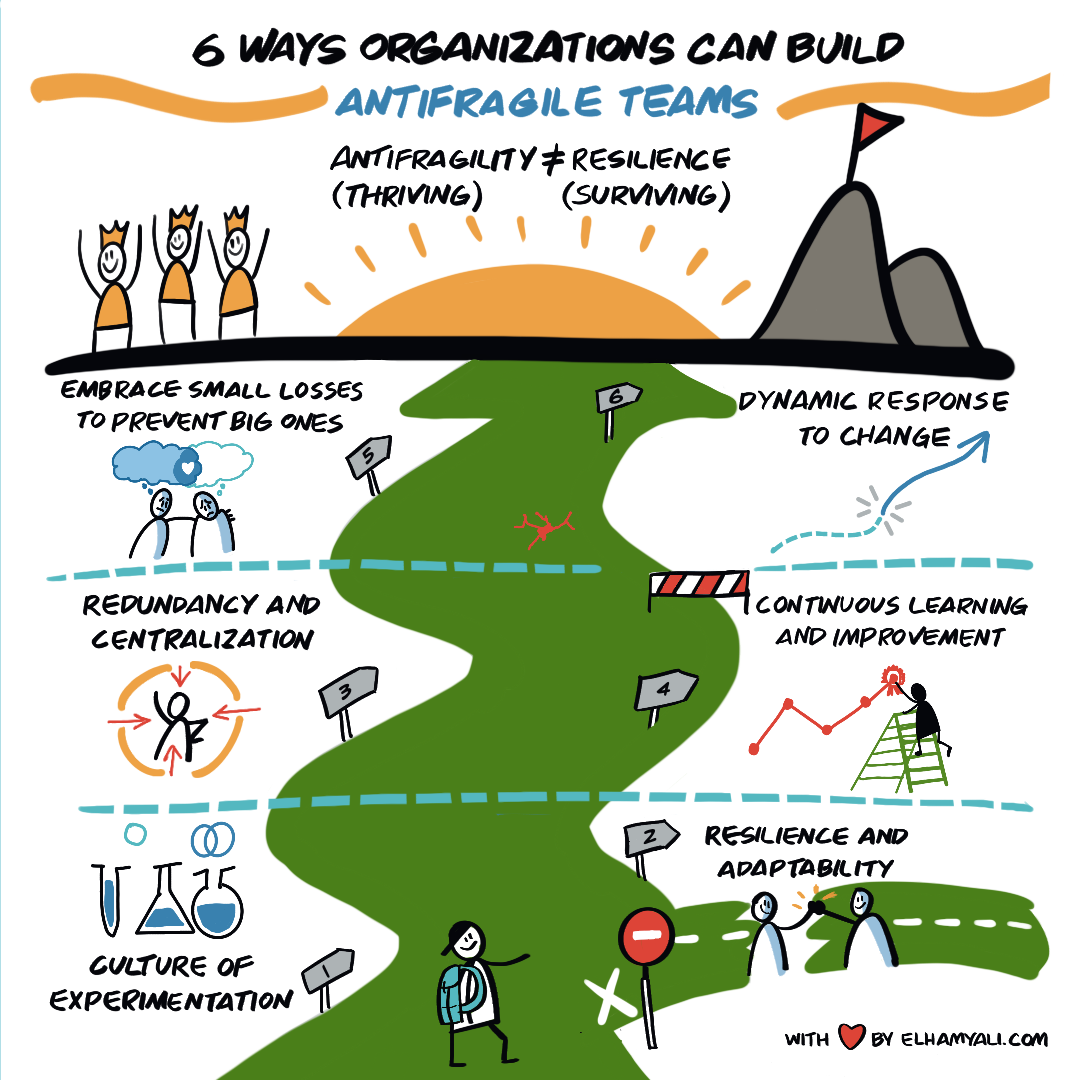 6 WAYS ORGANIZATIONS CAN BUILD
ANTIFRAGILE TEAMS
ANTIFRAGILITY ≠ RESILIENCE
(THRIVING) (SURVIVING)
EMBRACE SMALL LOSSES
TO PREVENT BIG ONES
5
6
DYNAMIC RESPONSE
TO CHANGE
REDUNDANCY AND
CENTRALIZATION
3
4
CONTINUOUS LEARNING
AND IMPROVEMENT
2
RESILIENCE AND
ADAPTABILITY
CULTURE OF
EXPERIMENTATION
1
WITH ❤ BY ELHAMYALI.COM